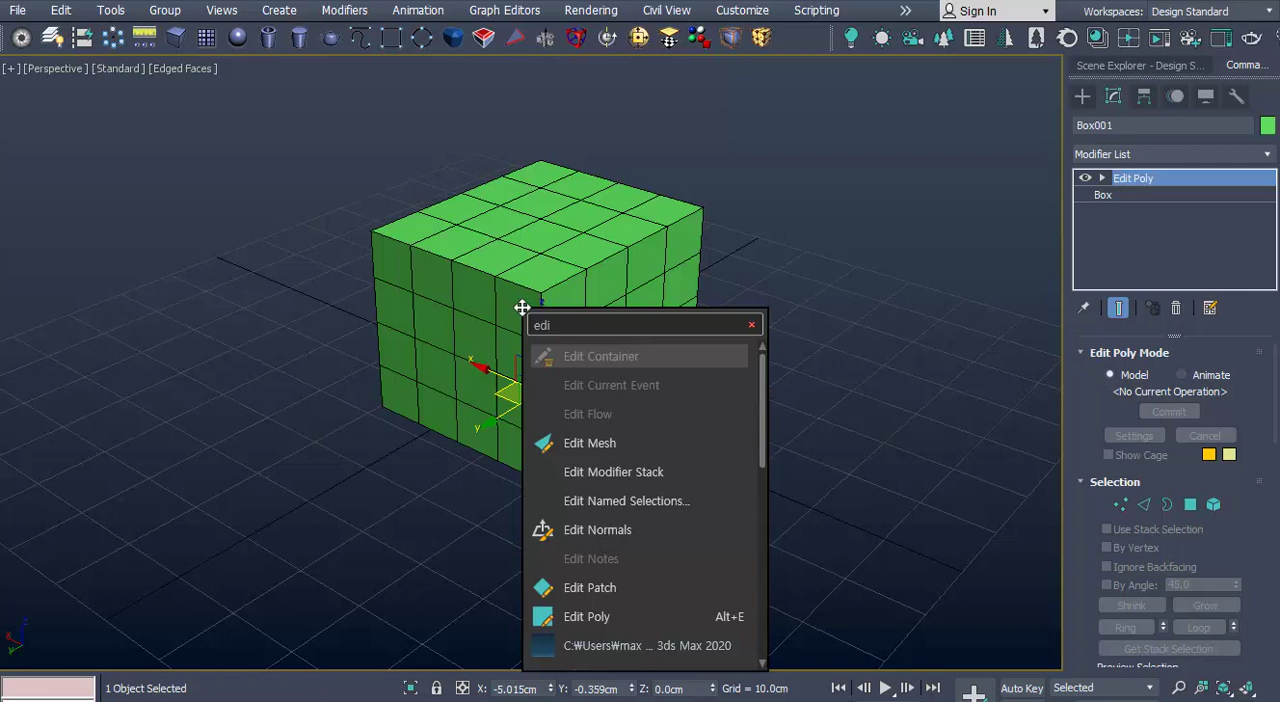 File Edit Tools Group Views Create Modifiers Animation Graph Editors Rendering Civil View Customize Scripting » Sign In Workspaces: Design Standard
[+] [Perspective] [Standard] [Edged Faces]
Scene Explorer - Design S... Comma...
Box001
Modifier List
Edit Poly
Box
edi
Edit Container
Edit Current Event
Edit Flow
Edit Mesh
Edit Modifier Stack
Edit Named Selections...
Edit Normals
Edit Notes
Edit Patch
Edit Poly Alt+E
C:₩Users₩max ... 3ds Max 2020
x
y
z
x
Edit Poly Mode
Model Animate
<No Current Operation>
Commit
Settings Cancel
Show Cage
Selection
Use Stack Selection
By Vertex
Ignore Backfacing
By Angle: 45.0
Shrink Grow
Ring Loop
Get Stack Selection
Preview Selection
1 Object Selected X: -5.015cm Y: -0.359cm Z: 0.0cm Grid = 10.0cm Auto Key Selected